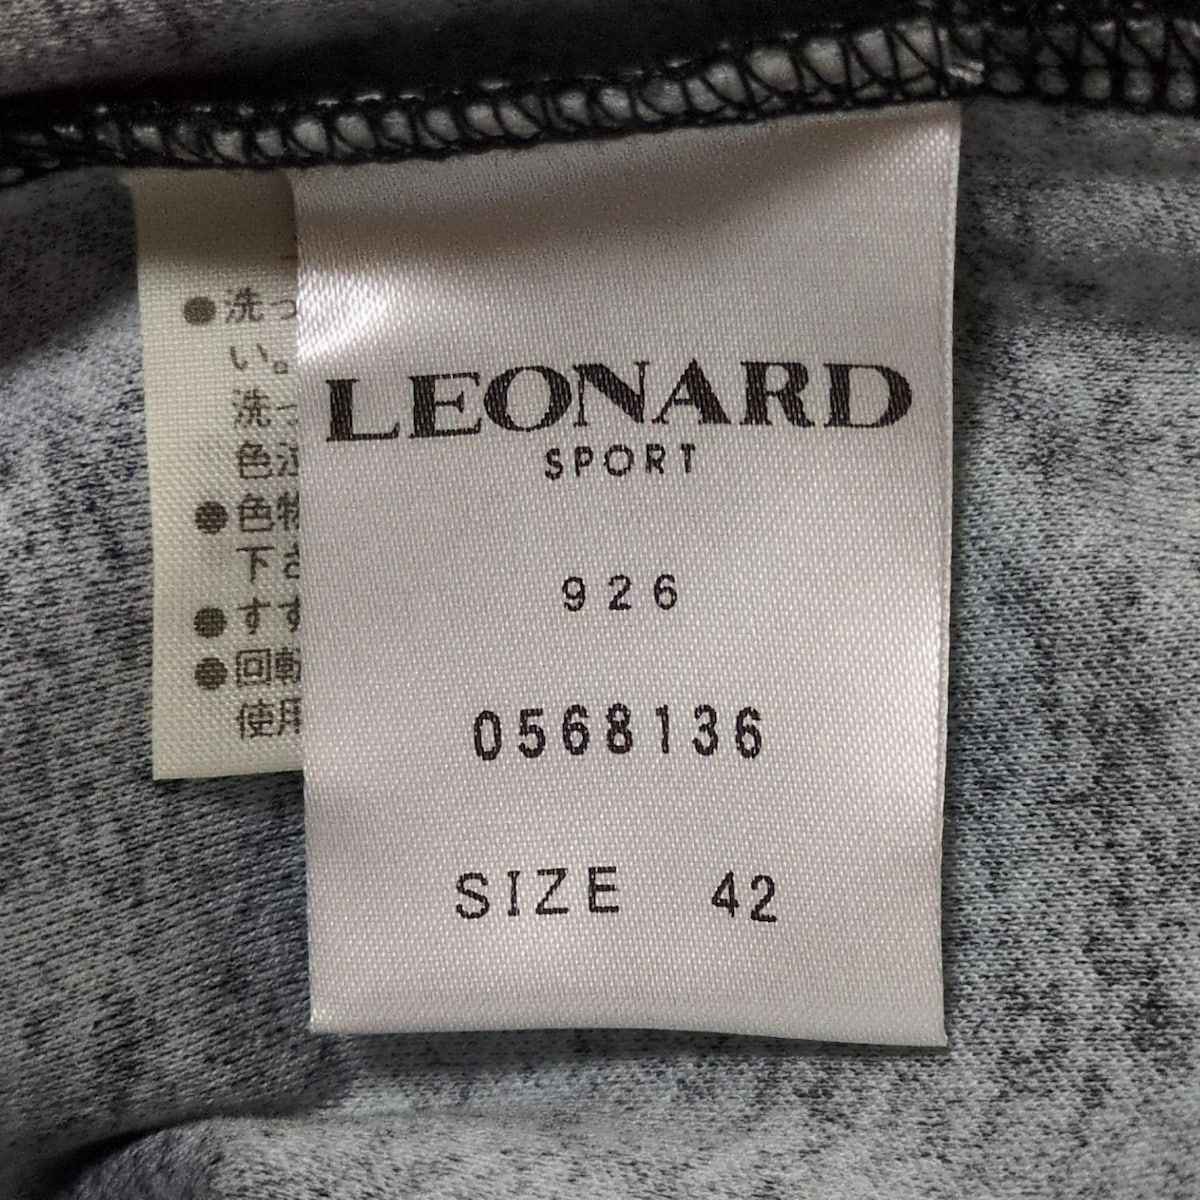 LEONARD
SPORT
926
0568136
SIZE 42
●洗っ
い。
洗っ
色
●色物
下さ
●すす
●回転
使用